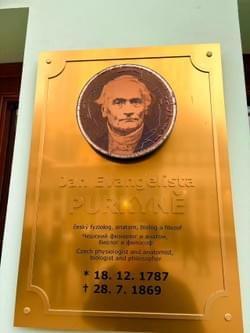 Jan Evangelista
PURKYNĚ
český fyziolog, anatom, biolog a filozof
Чешский физиолог и анатом,
биолог и философ
Czech physiologist and anatomist,
biologist and philosopher
* 18. 12. 1787
† 28. 7. 1869